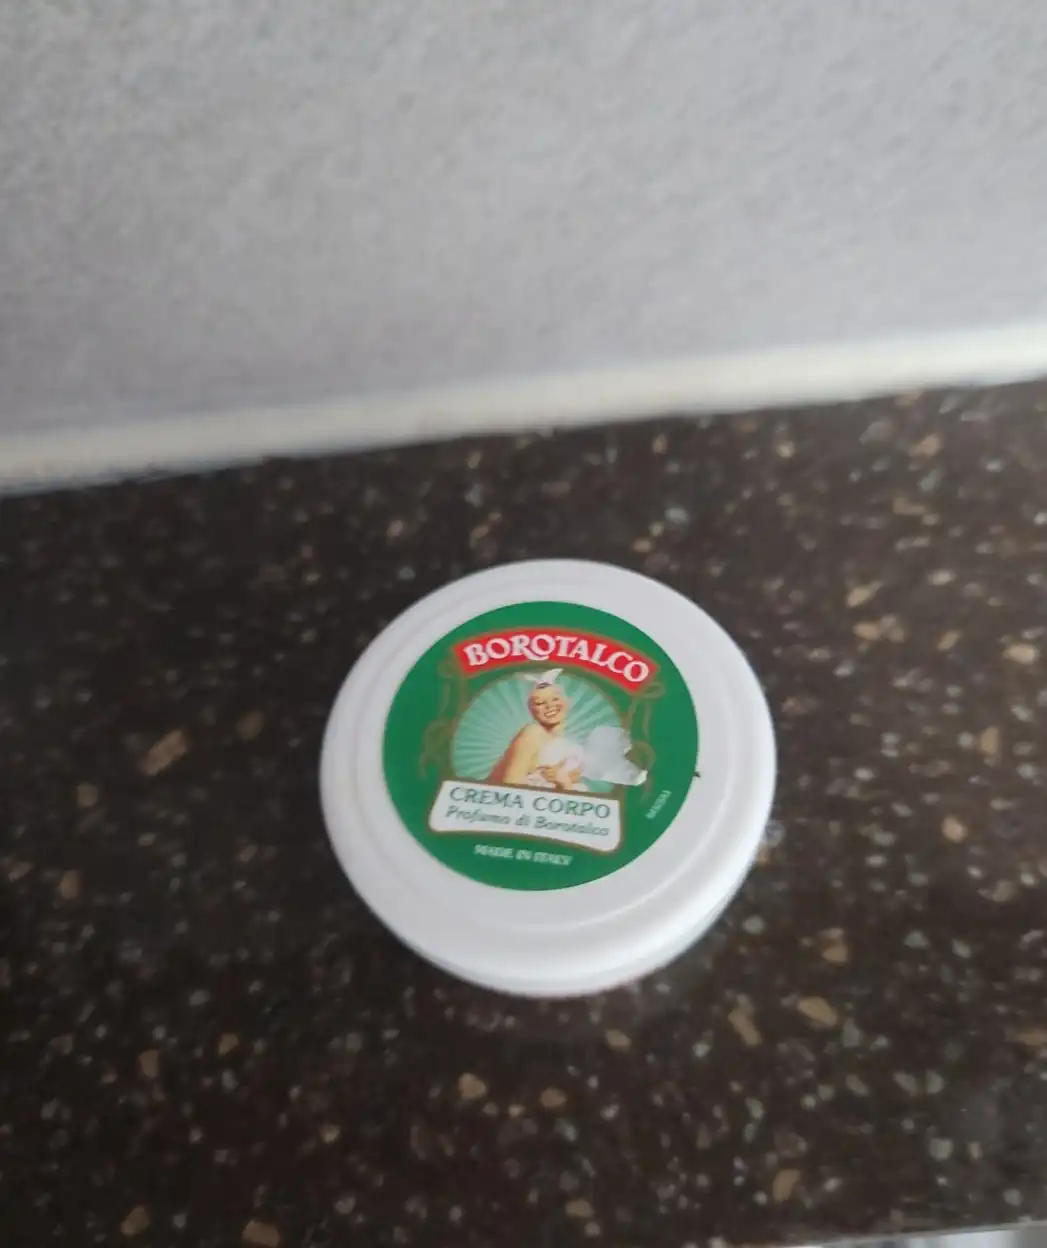 BOROTALCO
CREMA CORPO
Profumo di Borotalco
MADE IN ITALY